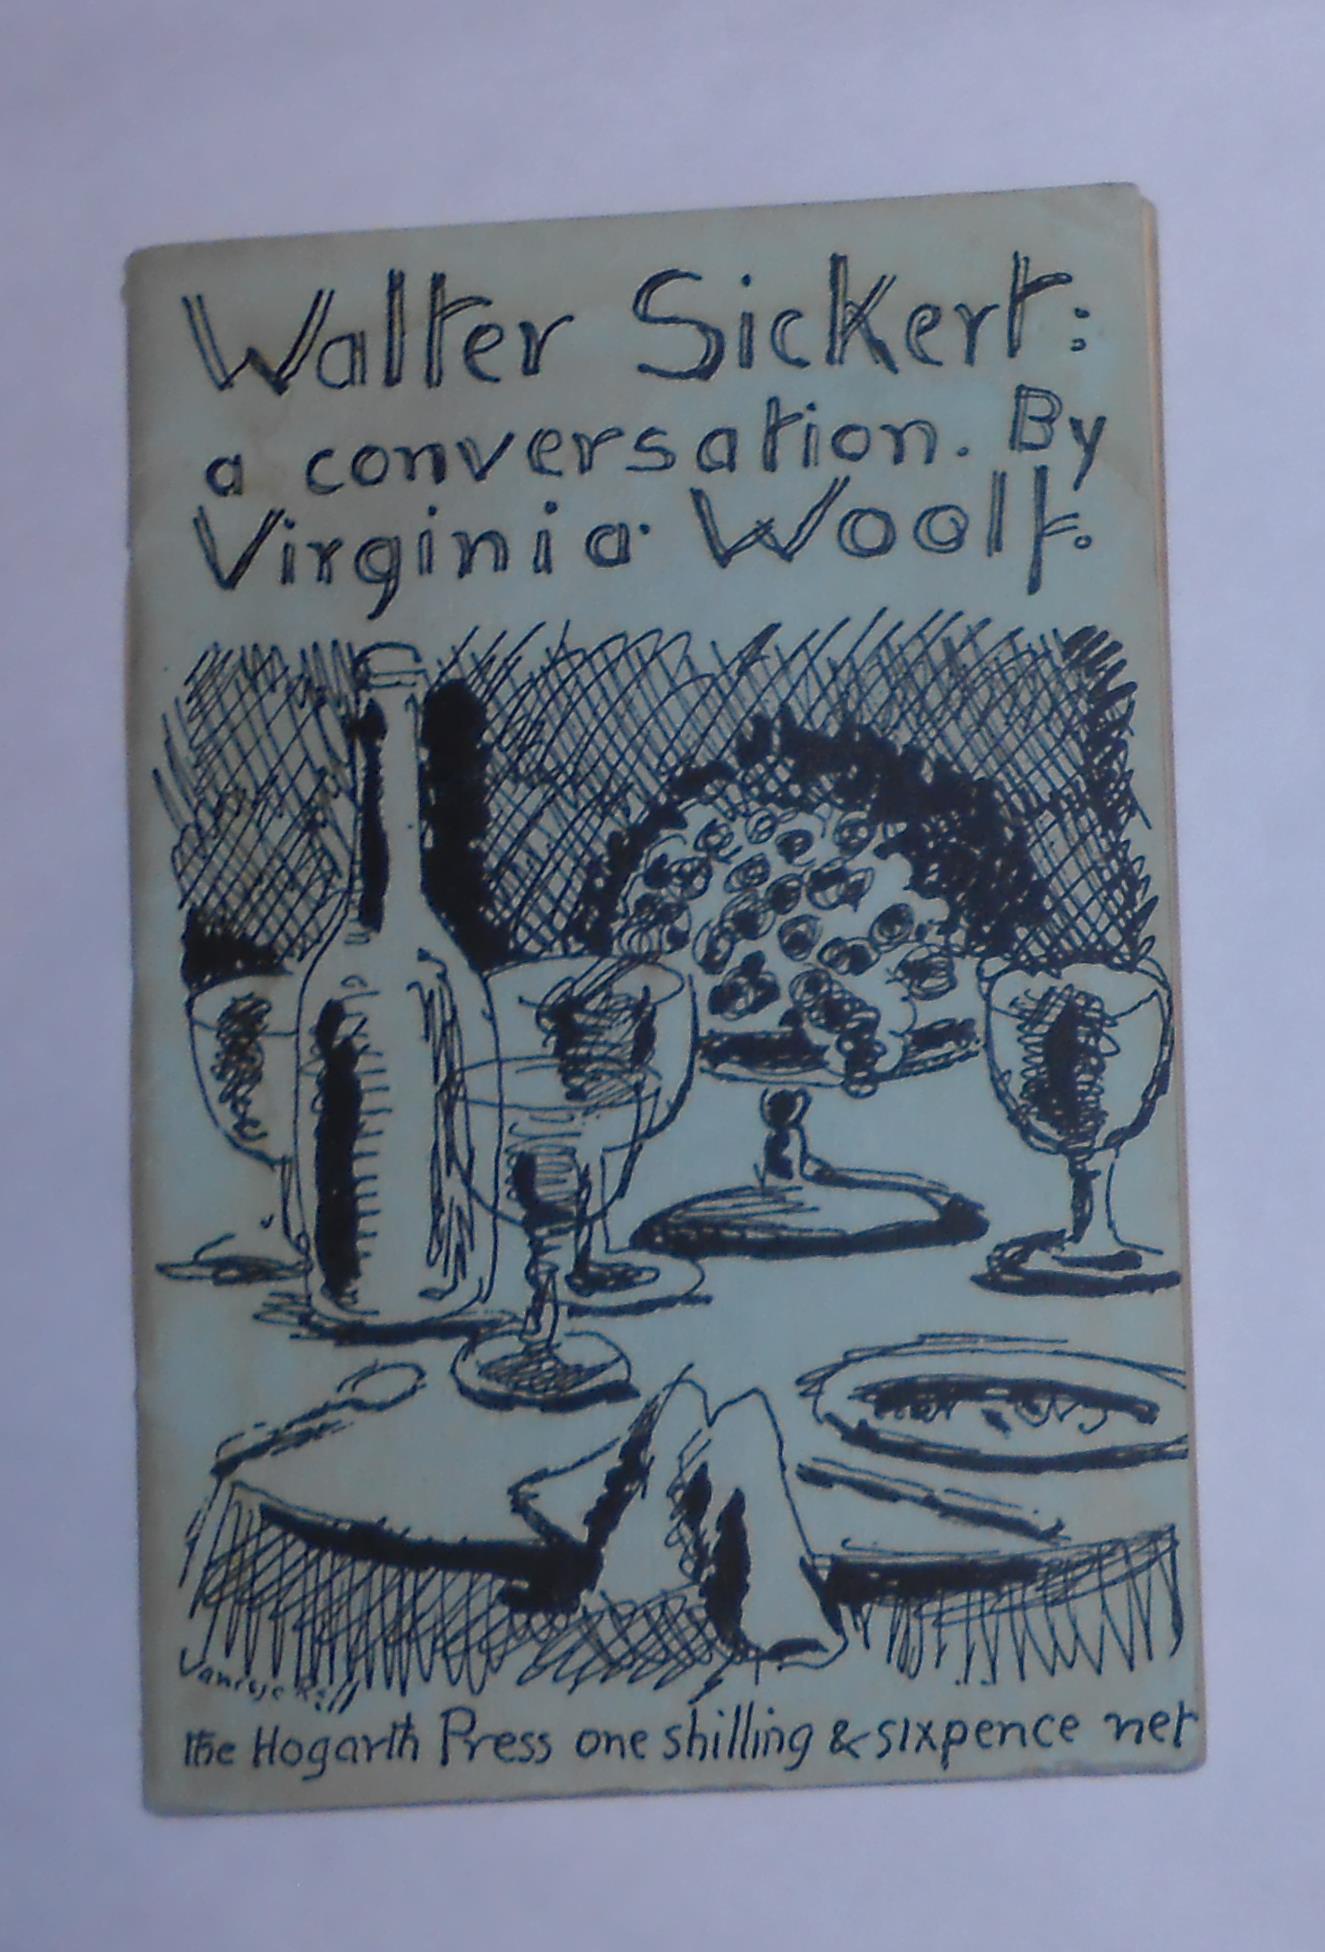 Walter Sickert:
a conversation. By
Virginia Woolf.
Vanessa Bell
the Hogarth Press one shilling & sixpence net